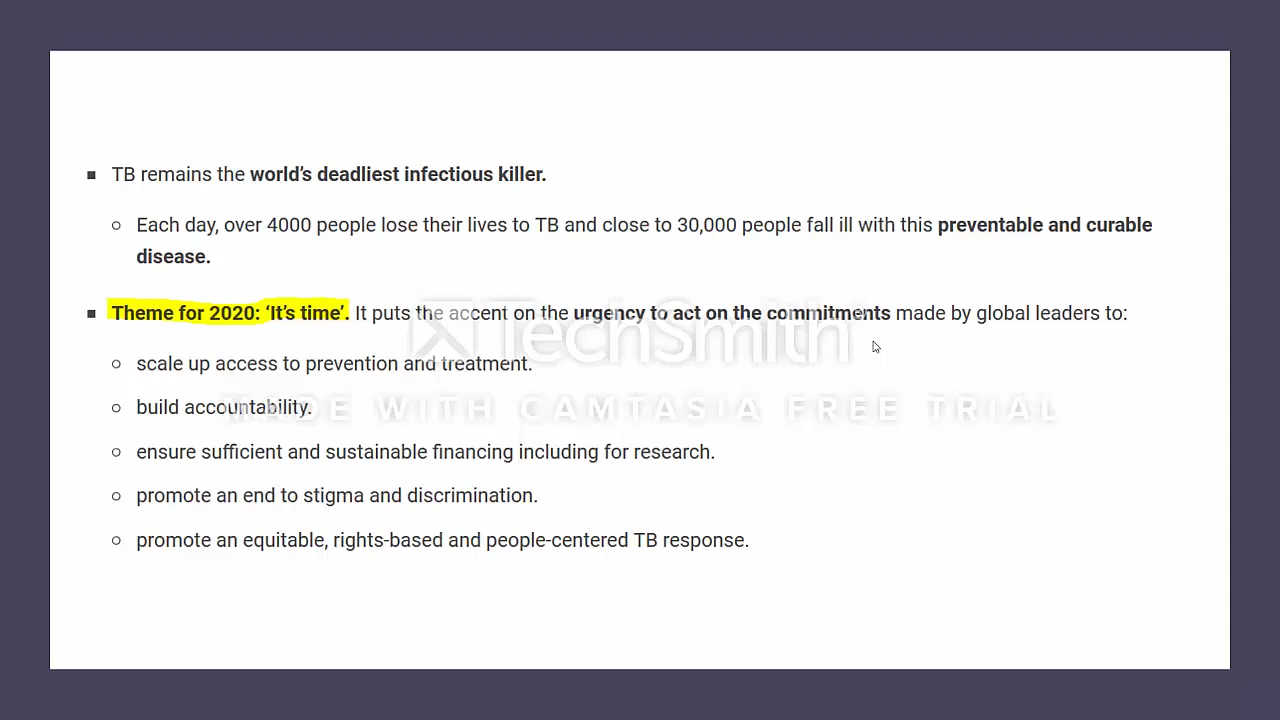 TB remains the world’s deadliest infectious killer.
Each day, over 4000 people lose their lives to TB and close to 30,000 people fall ill with this preventable and curable
disease.
Theme for 2020: ‘It’s time’. It puts the accent on the urgency to act on the commitments made by global leaders to:
TechSmith
scale up access to prevention and treatment.
build accountability.
MADE WITH CAMTASIA FREE TRIAL
ensure sufficient and sustainable financing including for research.
promote an end to stigma and discrimination.
promote an equitable, rights-based and people-centered TB response.